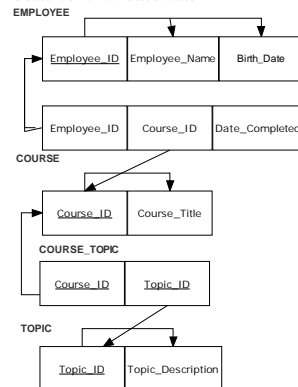 EMPLOYEE
Employee_ID Employee_Name Birth_Date
Employee_ID Course_ID Date_Completed
COURSE
Course_ID Course_Title
COURSE_TOPIC
Course_ID Topic_ID
TOPIC
Topic_ID Topic_Description